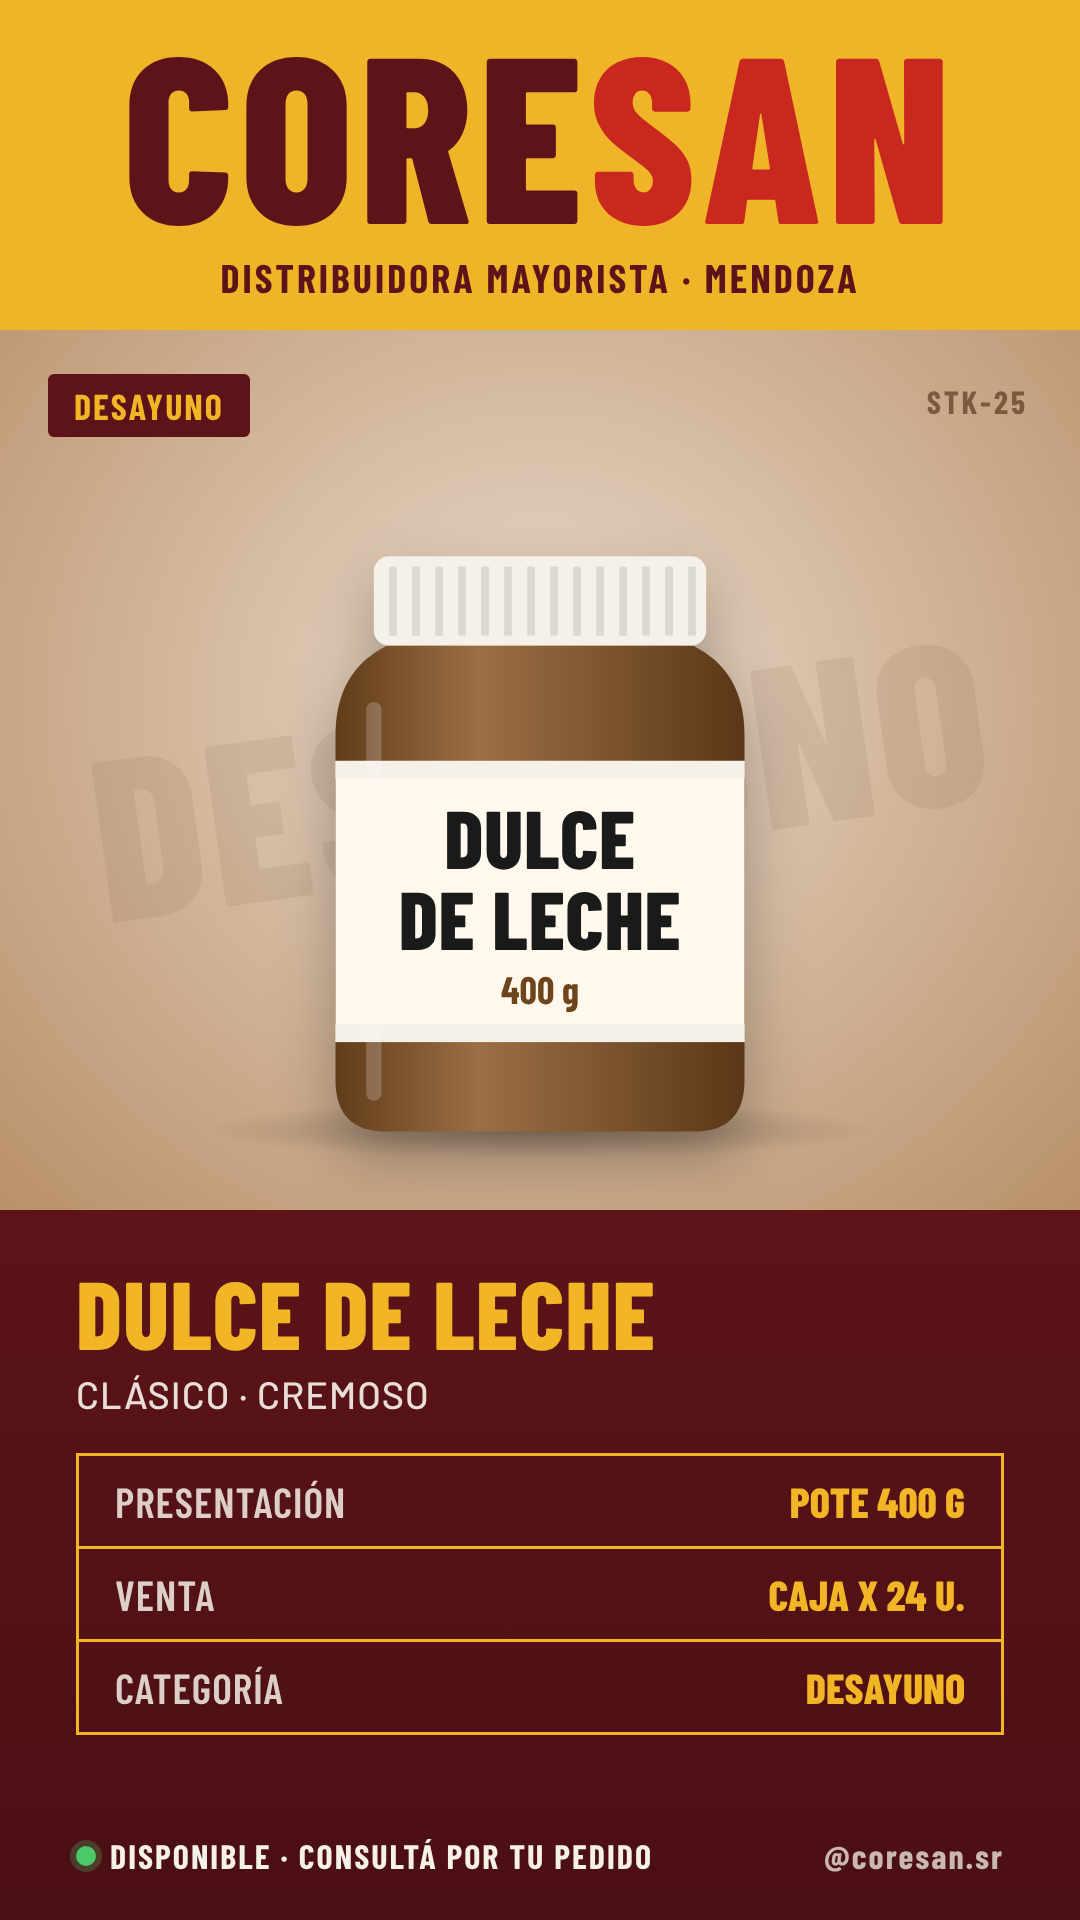 CORESAN
DISTRIBUIDORA MAYORISTA · MENDOZA
DESAYUNO
STK-25
DULCE
DE LECHE
400 g
DULCE DE LECHE
CLÁSICO · CREMOSO
PRESENTACIÓN POTE 400 G
VENTA CAJA X 24 U.
CATEGORÍA DESAYUNO
DISPONIBLE · CONSULTÁ POR TU PEDIDO
@coresan.sr